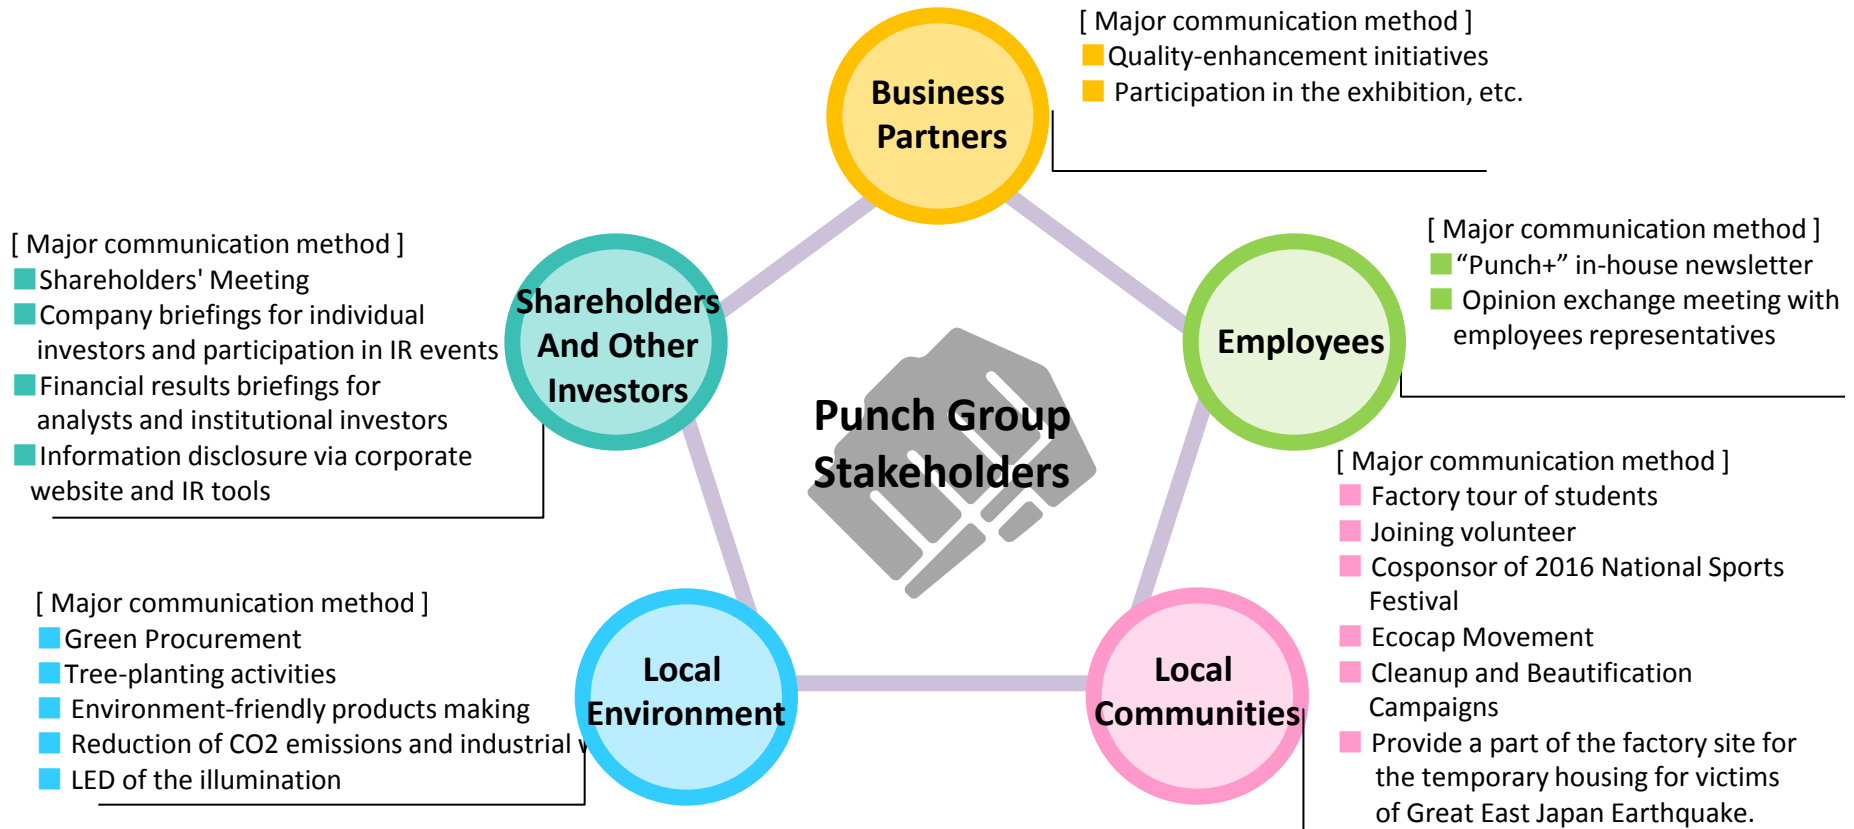 [ Major communication method ]
Quality-enhancement initiatives
Participation in the exhibition, etc.
Business
Partners
[ Major communication method ]
"Punch+" in-house newsletter
Opinion exchange meeting with
employees representatives
Employees
[ Major communication method ]
Shareholders' Meeting
Company briefings for individual
investors and participation in IR events
Financial results briefings for
analysts and institutional investors
Information disclosure via corporate
website and IR tools
Shareholders
And Other
Investors
Punch Group
Stakeholders
[ Major communication method ]
Factory tour of students
Joining volunteer
Cosponsor of 2016 National Sports
Festival
Ecocap Movement
Cleanup and Beautification
Campaigns
Provide a part of the factory site for
the temporary housing for victims
of Great East Japan Earthquake.
Local
Communities
[ Major communication method ]
Green Procurement
Tree-planting activities
Environment-friendly products making
Reduction of CO2 emissions and industrial
LED of the illumination
Local
Environment